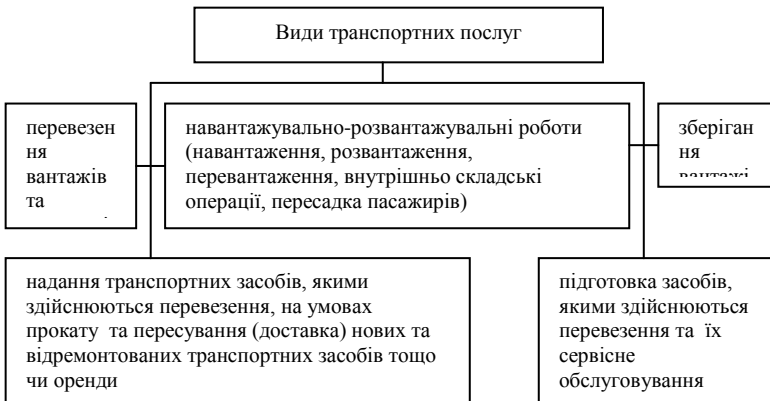 Види транспортних послуг
перевезен
ня
вантажів
та
навантажувально-розвантажувальні роботи
(навантаження, розвантаження,
перевантаження, внутрішньо складські
операції, пересадка пасажирів)
зберіган
ня
вантажі
надання транспортних засобів, якими
здійснюються перевезення, на умовах
прокату та пересування (доставка) нових та
відремонтованих транспортних засобів тощо
чи оренди
підготовка засобів,
якими здійснюються
перевезення та їх
сервісне
обслуговування